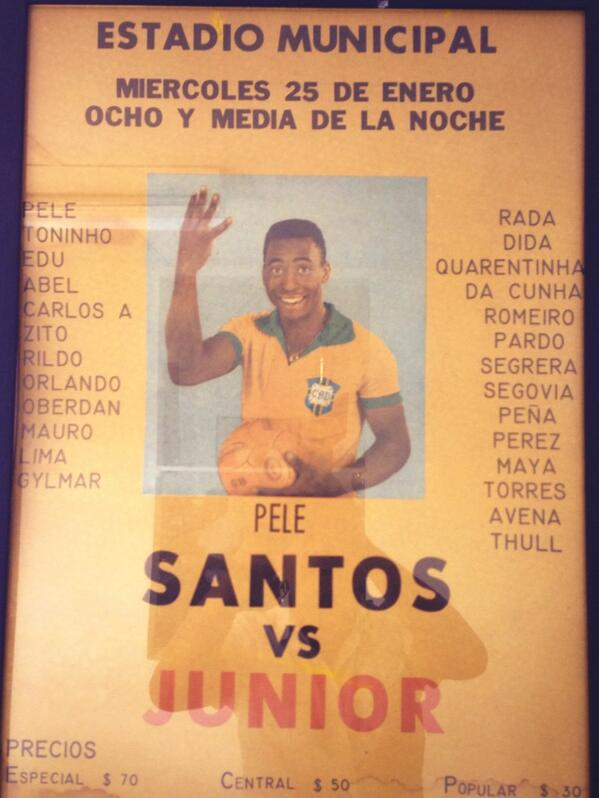 ESTADIO MUNICIPAL
MIERCOLES 25 DE ENERO
OCHO Y MEDIA DE LA NOCHE
PELE
TONINHO
EDU
ABEL
CARLOS A
ZITO
RILDO
ORLANDO
OBERDAN
MAURO
LIMA
GYLMAR
RADA
DIDA
QUARENTINHA
DA CUNHA
ROMEIRO
PARDO
SEGRERA
SEGOVIA
PEÑA
PEREZ
MAYA
TORRES
AVENA
THULL
CBD
PELE
SANTOS
VS
JUNIOR
PRECIOS
ESPECIAL $ 70 CENTRAL $ 50 POPULAR $ 30